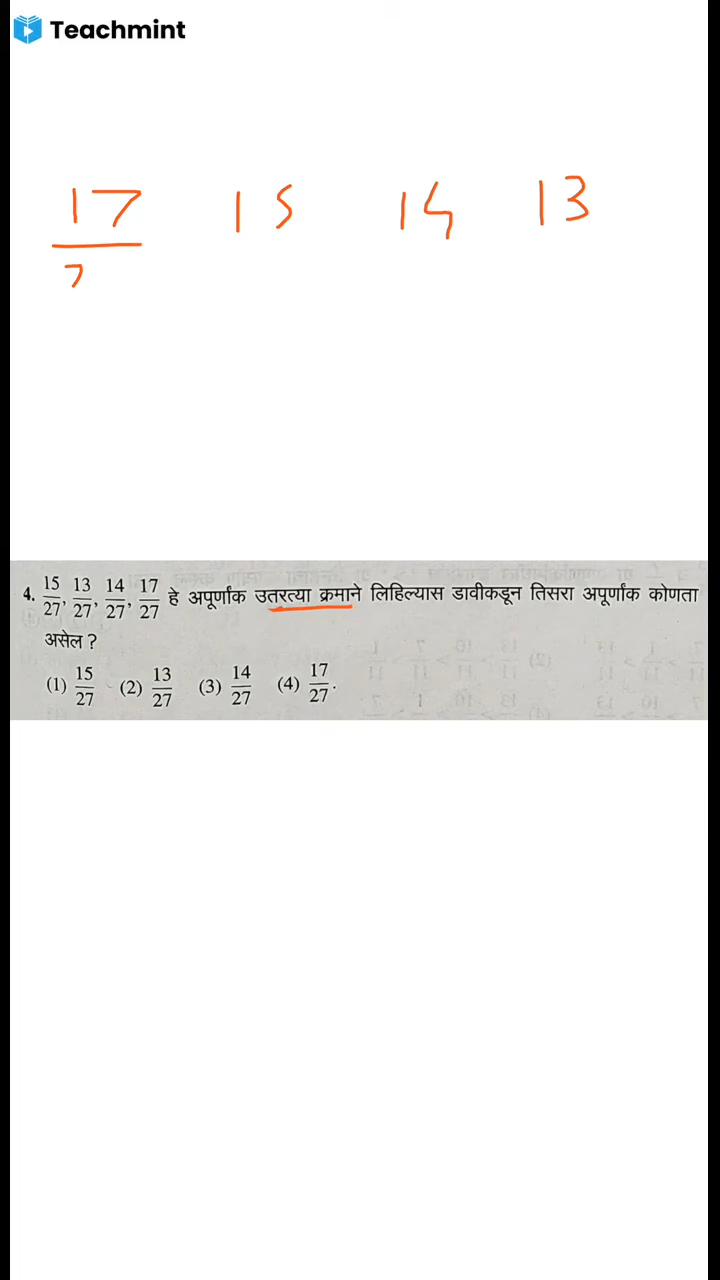 Teachmint
17 15 14 13
2
4. 15/27, 13/27, 14/27, 17/27 हे अपूर्णांक उतरत्या क्रमाने लिहिल्यास डावीकडून तिसरा अपूर्णांक कोणता
असेल ?
(1) 15/27 (2) 13/27 (3) 14/27 (4) 17/27.